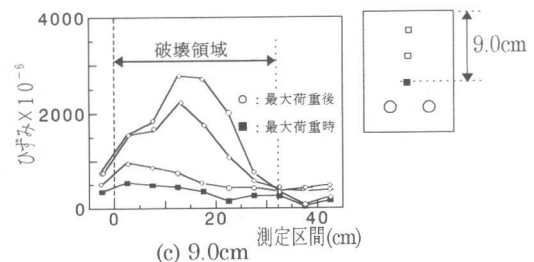 4000
2000
0
ひずみ×10⁻⁶
破壊領域
○：最大荷重後
■：最大荷重時
0 20 40
測定区間(cm)
(c) 9.0cm
9.0cm